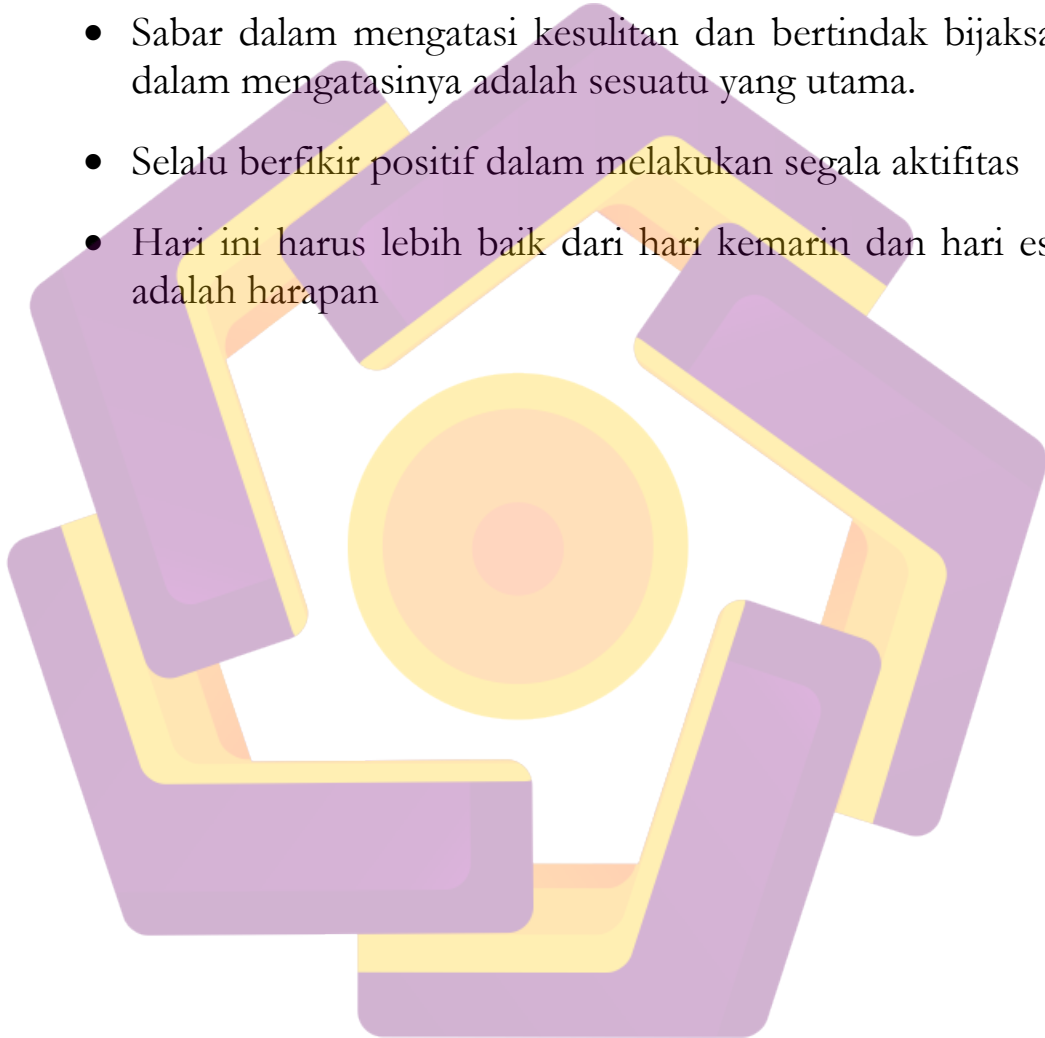 • Sabar dalam mengatasi kesulitan dan bertindak bijaksa
dalam mengatasinya adalah sesuatu yang utama.
• Selalu berfikir positif dalam melakukan segala aktifitas
• Hari ini harus lebih baik dari hari kemarin dan hari es
adalah harapan